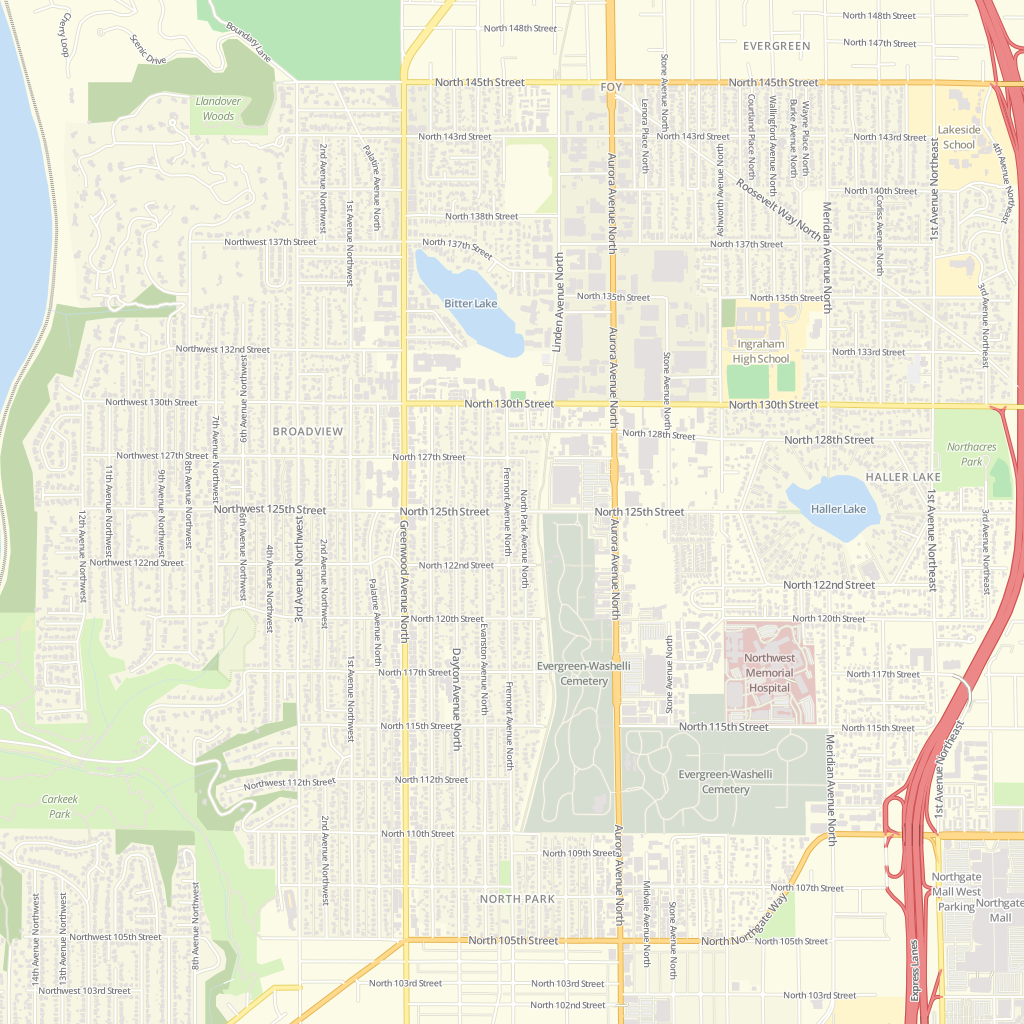 Cherry Loop
Scenic Drive
Boundary Lane
North 148th Street
North 148th Street
North 147th Street
EVERGREEN
North 145th Street
FOY
North 145th Street
Llandover
Woods
Stone Avenue North
Lenora Place North
Courtland Place North
Wallingford Avenue North
Burke Avenue North
Wayne Place North
Lakeside
School
4th Avenue Northeast
North 143rd Street
North 143rd Street
North 143rd Street
2nd Avenue Northwest
Palatine Avenue North
Aurora Avenue North
Ashworth Avenue North
1st Avenue Northeast
Roosevelt Way North
North 140th Street
Corliss Avenue North
1st Avenue Northwest
Meridian Avenue North
North 138th Street
Northwest 137th Street
North 137th Street
North 137th Street
Linden Avenue North
Bitter Lake
North 135th Street
North 135th Street
3rd Avenue Northeast
Aurora Avenue North
Ingraham
High School
Northwest 132nd Street
North 133rd Street
6th Avenue Northwest
Stone Avenue North
Northwest 130th Street
North 130th Street
North 130th Street
7th Avenue Northwest
BROADVIEW
North 128th Street
North 128th Street
Northacres
Park
Northwest 127th Street
North 127th Street
11th Avenue Northwest
9th Avenue Northwest
8th Avenue Northwest
Fremont Avenue North
North Park Avenue North
HALLER LAKE
Haller Lake
1st Avenue Northeast
3rd Avenue Northeast
12th Avenue Northwest
Northwest 125th Street
North 125th Street
North 125th Street
6th Avenue Northwest
3rd Avenue Northwest
2nd Avenue Northwest
4th Avenue Northwest
Greenwood Avenue North
Aurora Avenue North
Northwest 122nd Street
North 122nd Street
North 122nd Street
Palatine Avenue North
North 120th Street
North 120th Street
Evanston Avenue North
Dayton Avenue North
Stone Avenue North
Evergreen-Washelli
Cemetery
Northwest
Memorial
Hospital
1st Avenue Northwest
North 117th Street
North 117th Street
Fremont Avenue North
North 115th Street
North 115th Street
North 115th Street
1st Avenue Northeast
Meridian Avenue North
Northwest 112th Street
North 112th Street
Evergreen-Washelli
Cemetery
Carkeek
Park
2nd Avenue Northwest
North 110th Street
Aurora Avenue North
North 109th Street
Northgate
Mall West
Parking
Northgate
Mall
North 107th Street
North Northgate Way
NORTH PARK
Midvale Avenue North
Stone Avenue North
14th Avenue Northwest
13th Avenue Northwest
8th Avenue Northwest
Northwest 105th Street
North 105th Street
North 105th Street
Express Lanes
North 103rd Street
North 103rd Street
Northwest 103rd Street
North 103rd Street
North 102nd Street